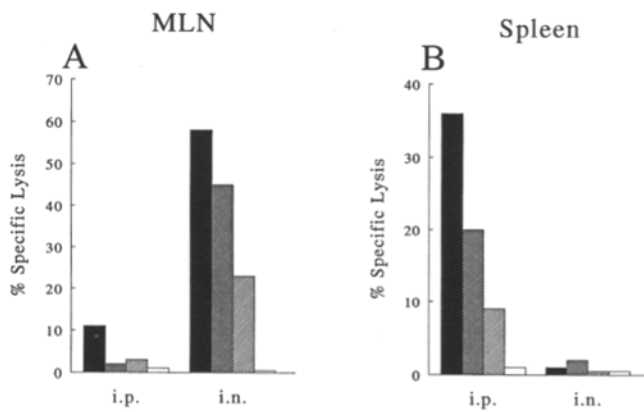 MLN
Spleen
A
B
% Specific Lysis
70
60
50
40
30
20
10
0
i.p.
i.n.
% Specific Lysis
40
30
20
10
0
i.p.
i.n.